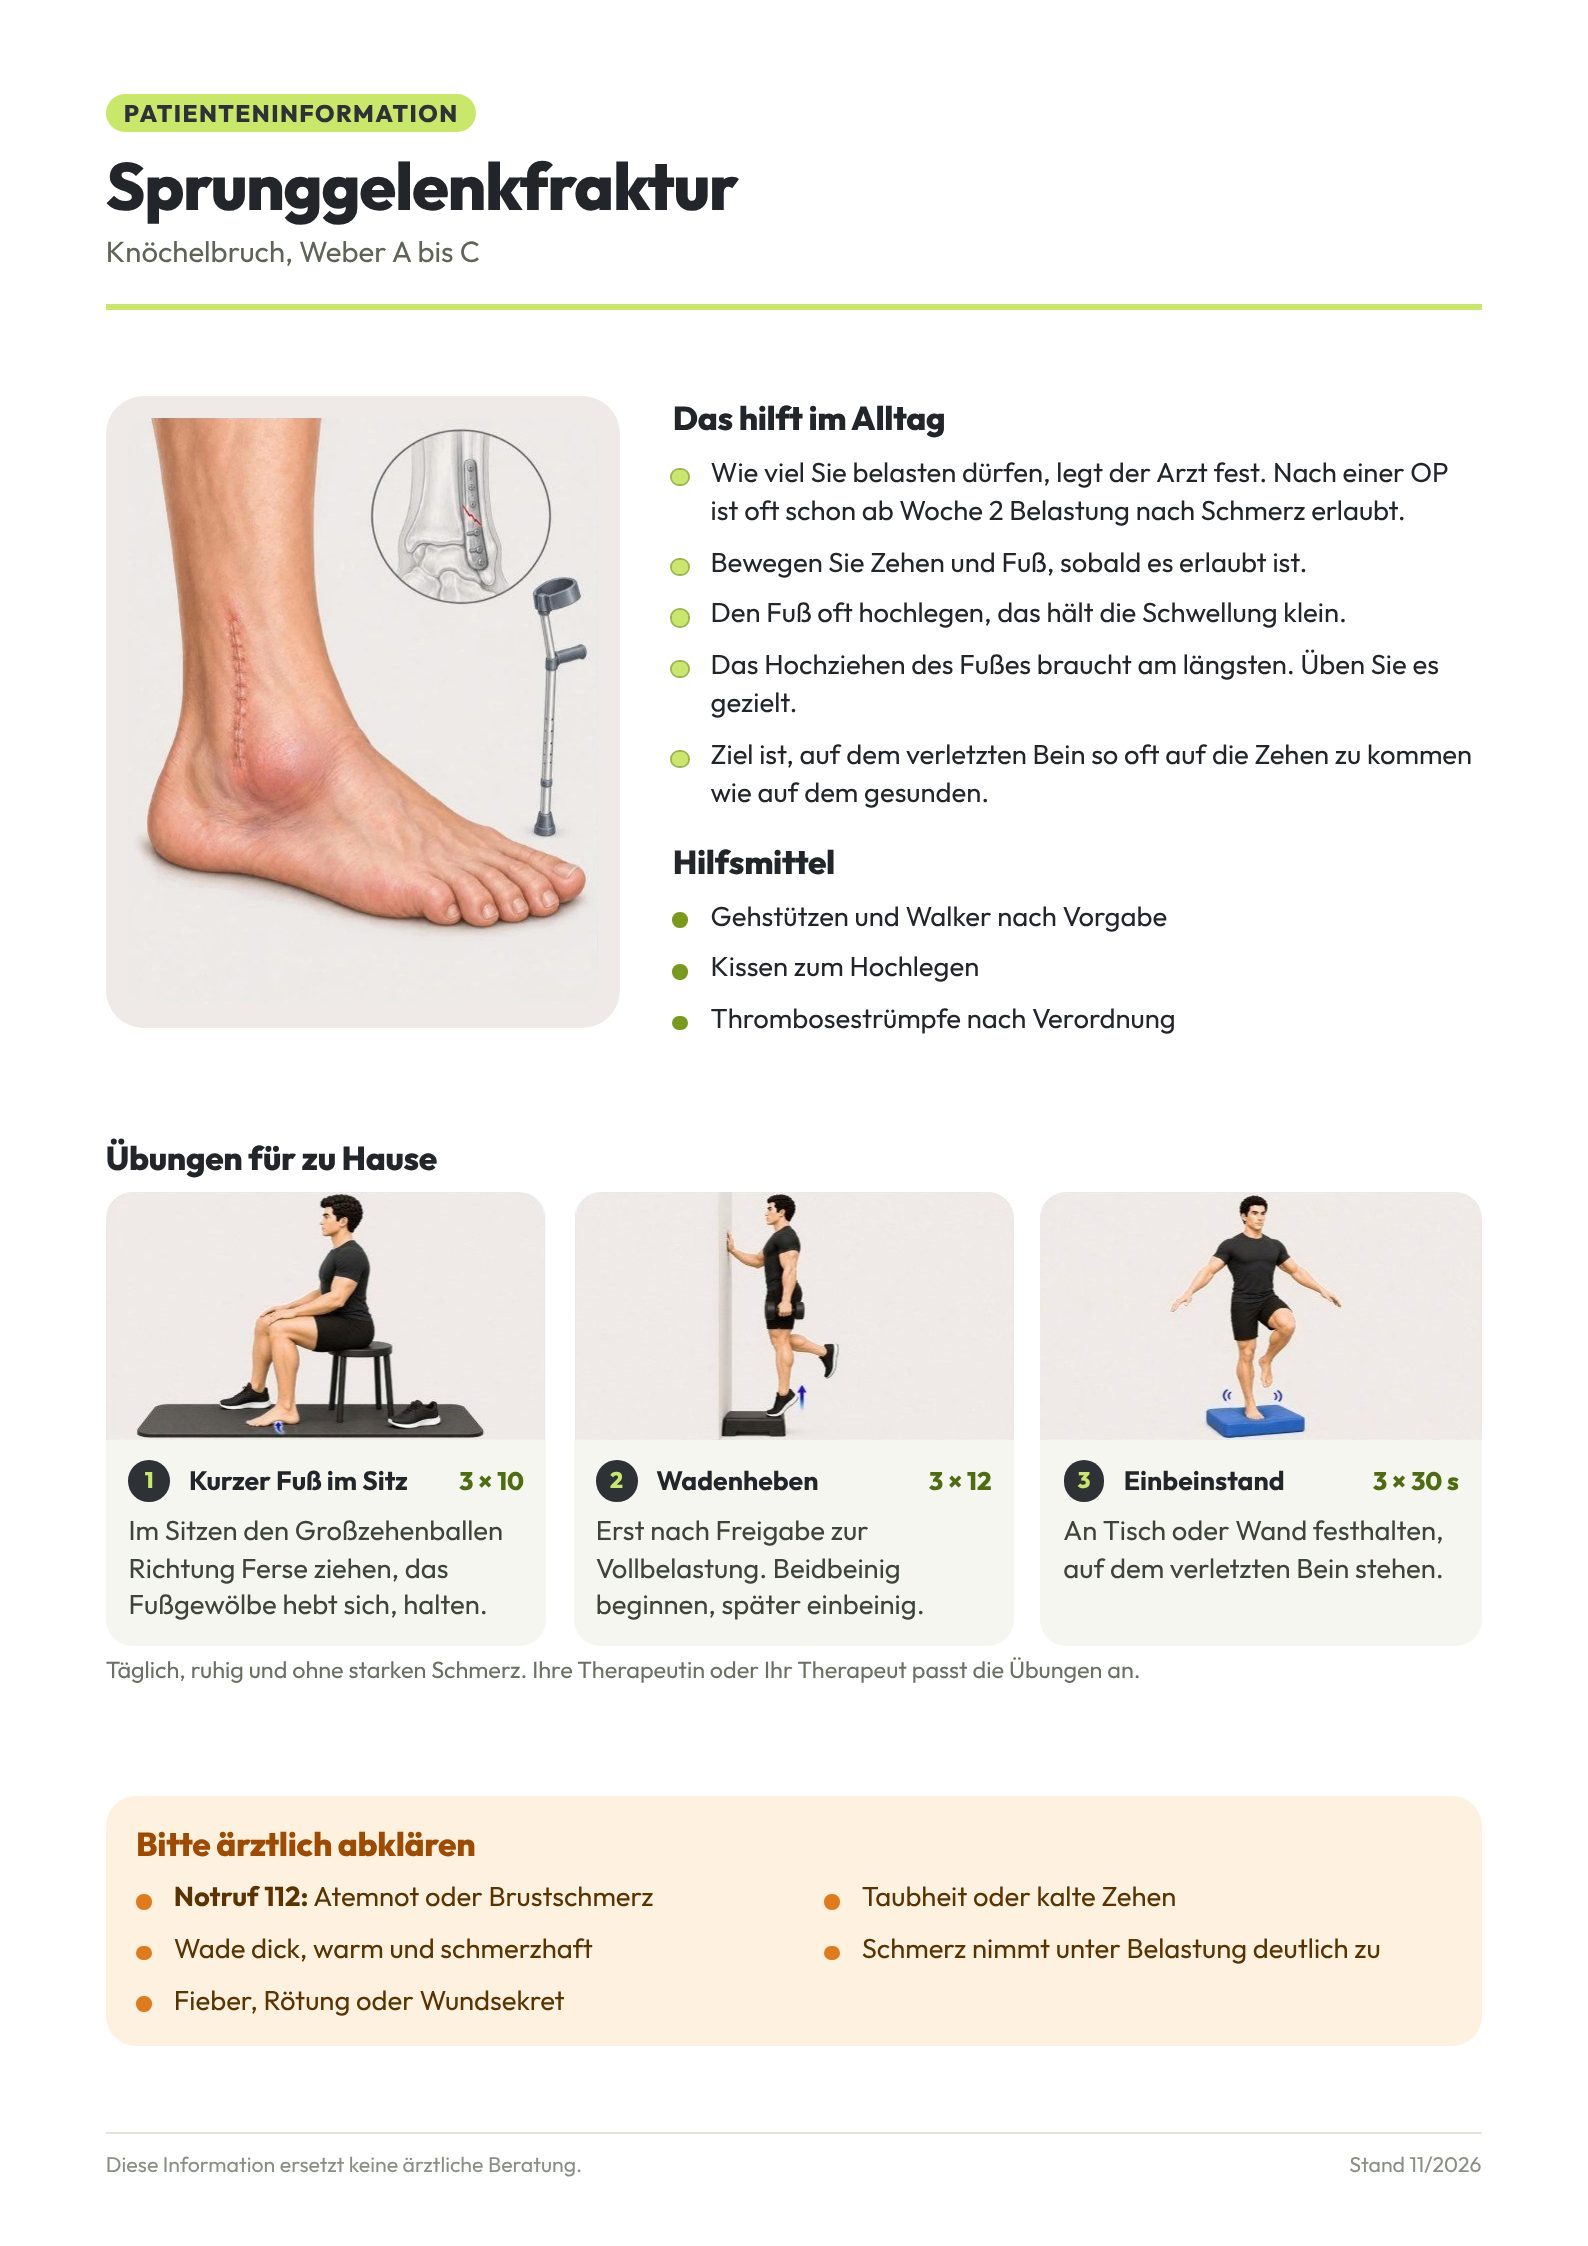 PATIENTENINFORMATION
Sprunggelenkfraktur
Knöchelbruch, Weber A bis C
Das hilft im Alltag
Wie viel Sie belasten dürfen, legt der Arzt fest. Nach einer OP
ist oft schon ab Woche 2 Belastung nach Schmerz erlaubt.
Bewegen Sie Zehen und Fuß, sobald es erlaubt ist.
Den Fuß oft hochlegen, das hält die Schwellung klein.
Das Hochziehen des Fußes braucht am längsten. Üben Sie es
gezielt.
Ziel ist, auf dem verletzten Bein so oft auf die Zehen zu kommen
wie auf dem gesunden.
Hilfsmittel
Gehstützen und Walker nach Vorgabe
Kissen zum Hochlegen
Thrombosestrümpfe nach Verordnung
Übungen für zu Hause
1 Kurzer Fuß im Sitz 3 × 10
Im Sitzen den Großzehenballen
Richtung Ferse ziehen, das
Fußgewölbe hebt sich, halten.
2 Wadenheben 3 × 12
Erst nach Freigabe zur
Vollbelastung. Beidbeinig
beginnen, später einbeinig.
3 Einbeinstand 3 × 30 s
An Tisch oder Wand festhalten,
auf dem verletzten Bein stehen.
Täglich, ruhig und ohne starken Schmerz. Ihre Therapeutin oder Ihr Therapeut passt die Übungen an.
Bitte ärztlich abklären
Notruf 112: Atemnot oder Brustschmerz
Wade dick, warm und schmerzhaft
Fieber, Rötung oder Wundsekret
Taubheit oder kalte Zehen
Schmerz nimmt unter Belastung deutlich zu
Diese Information ersetzt keine ärztliche Beratung.
Stand 11/2026